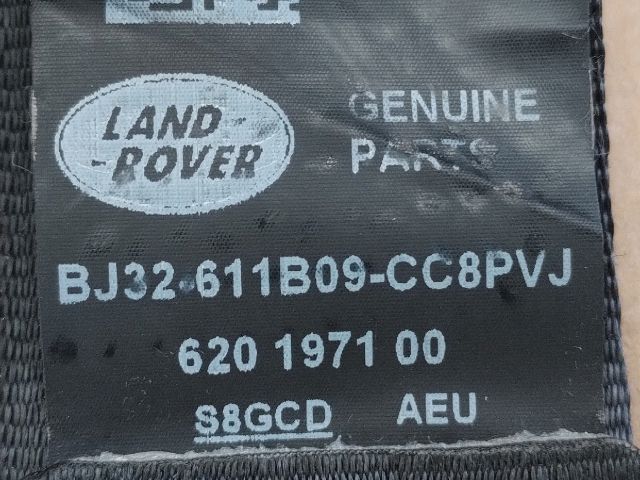 LAND-
-ROVER
GENUINE
PARTS
BJ32-611B09-CC8PVJ
620 1971 00
S8GCD AEU